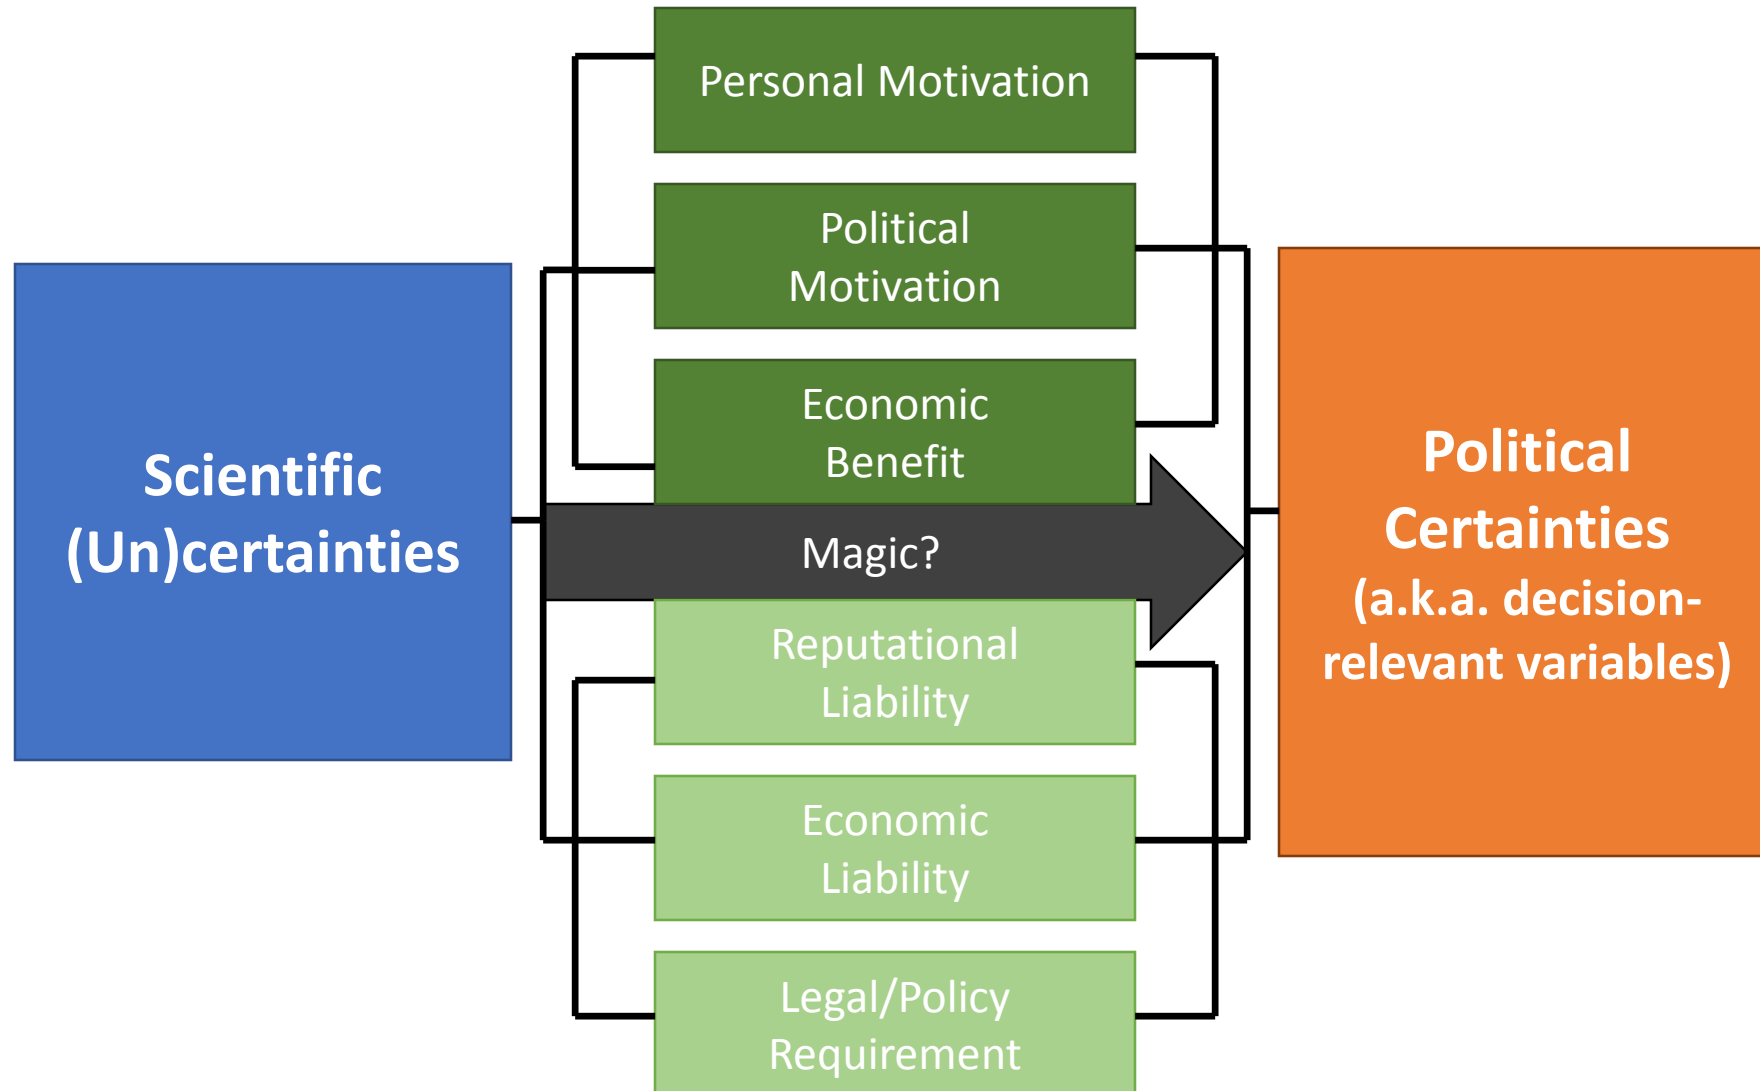 Personal Motivation
Political
Motivation
Economic
Benefit
Scientific
(Un)certainties
Magic?
Political
Certainties
(a.k.a. decision-
relevant variables)
Reputational
Liability
Economic
Liability
Legal/Policy
Requirement